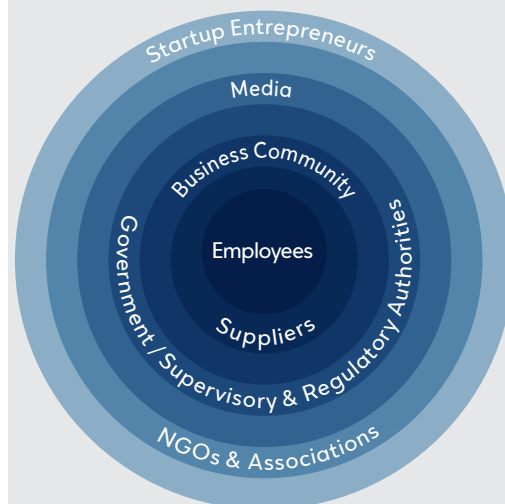 Startup Entrepreneurs
Media
Business Community
Employees
Suppliers
Government / Supervisory & Regulatory Authorities
NGOs & Associations